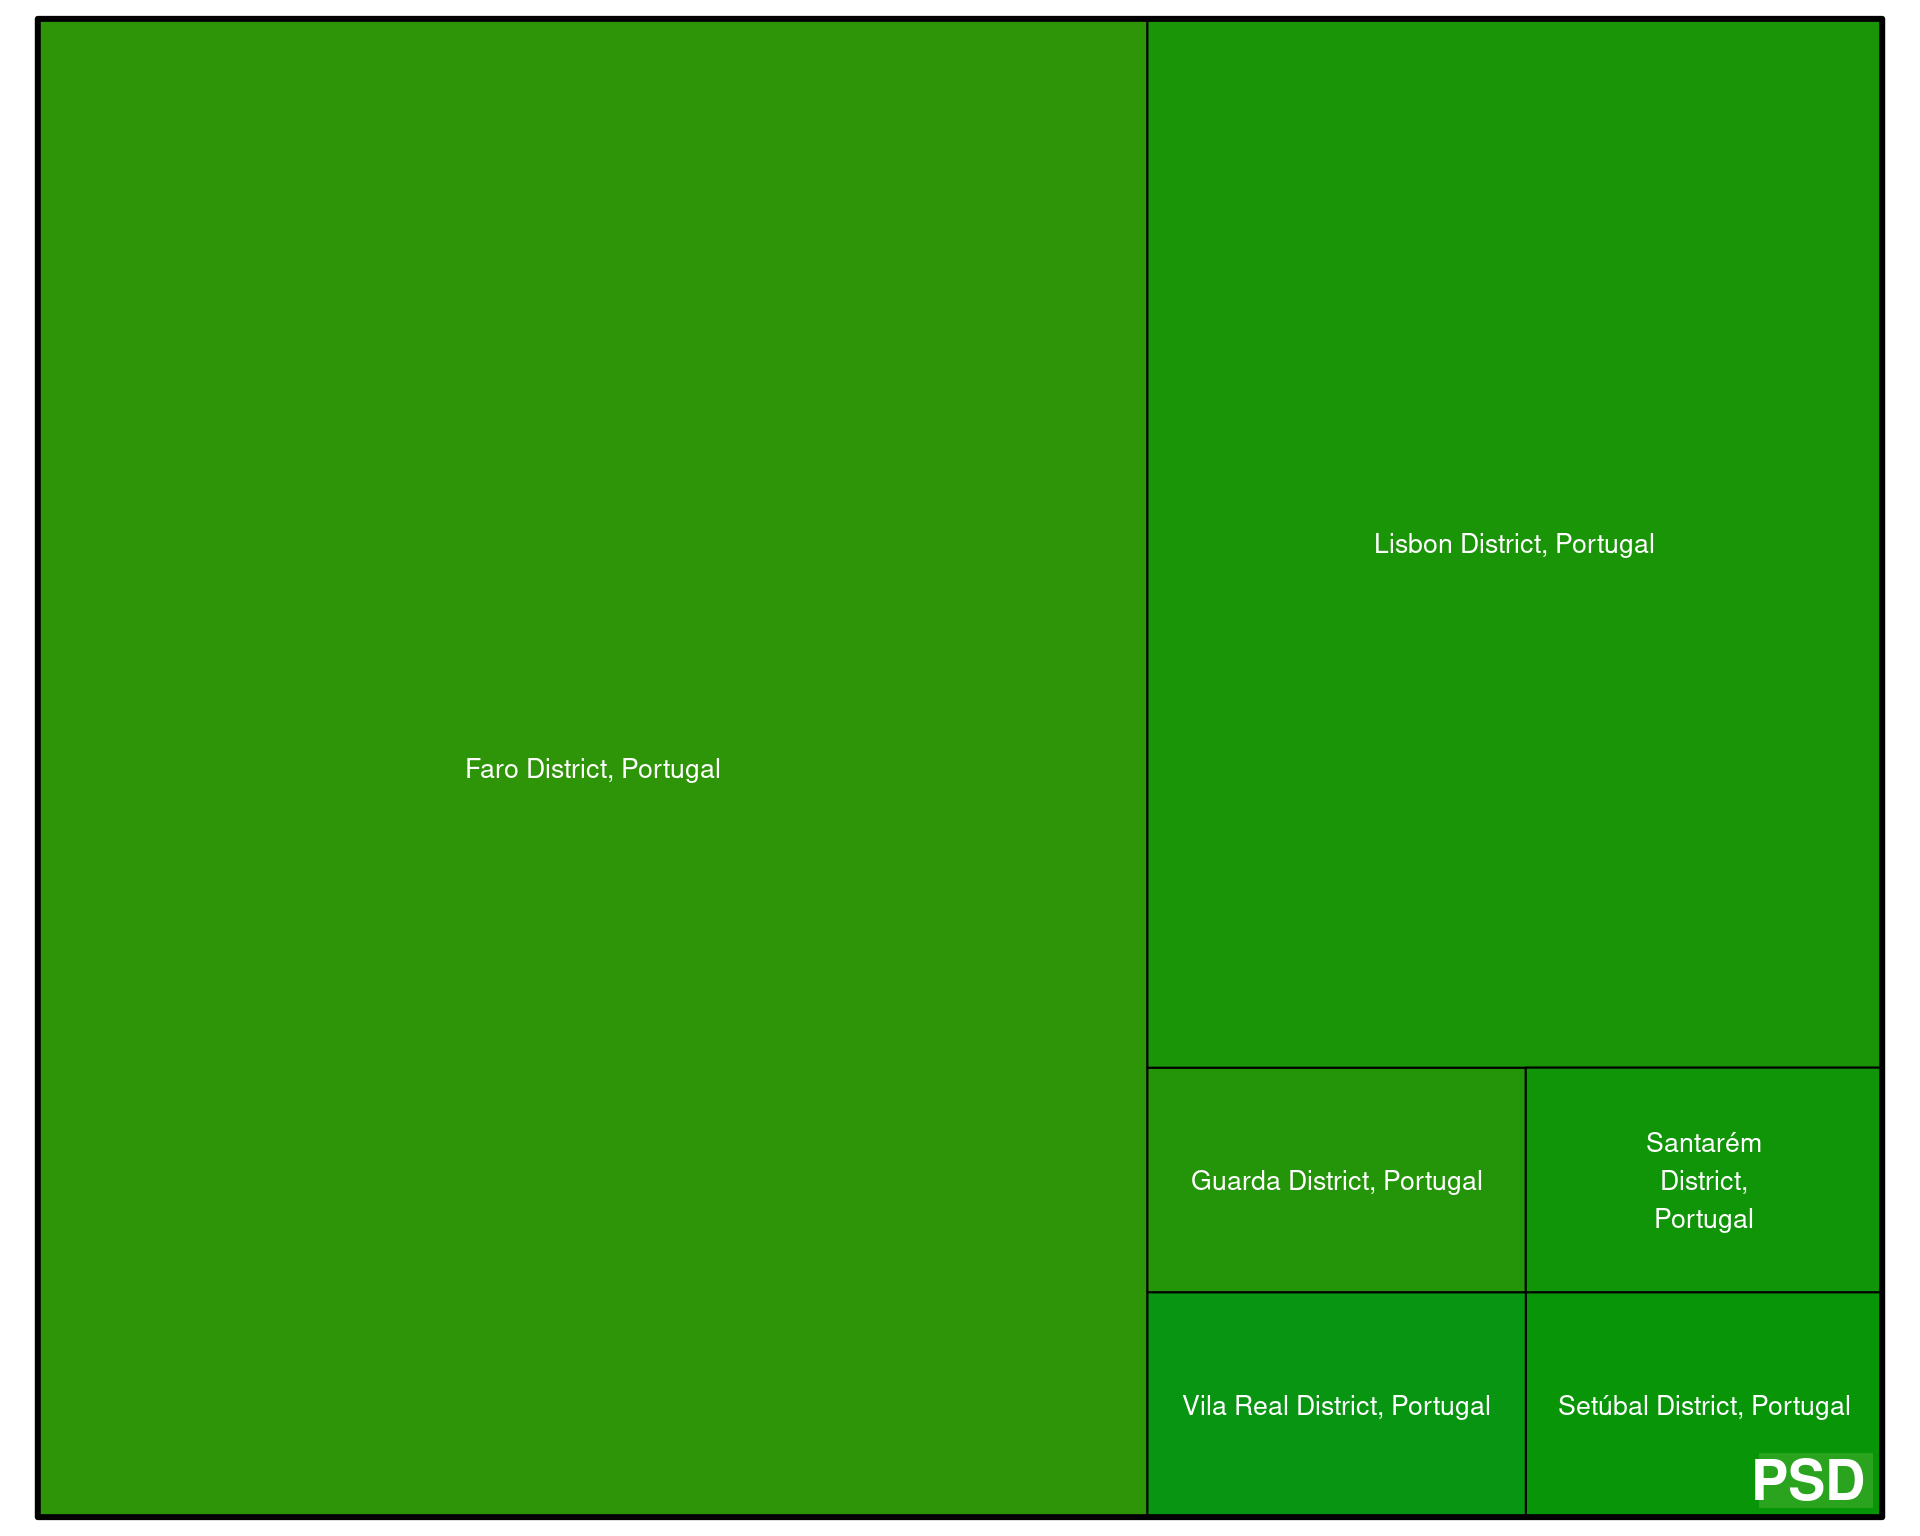 Faro District, Portugal
Lisbon District, Portugal
Guarda District, Portugal
Santarém
District,
Portugal
Vila Real District, Portugal
Setúbal District, Portugal
PSD